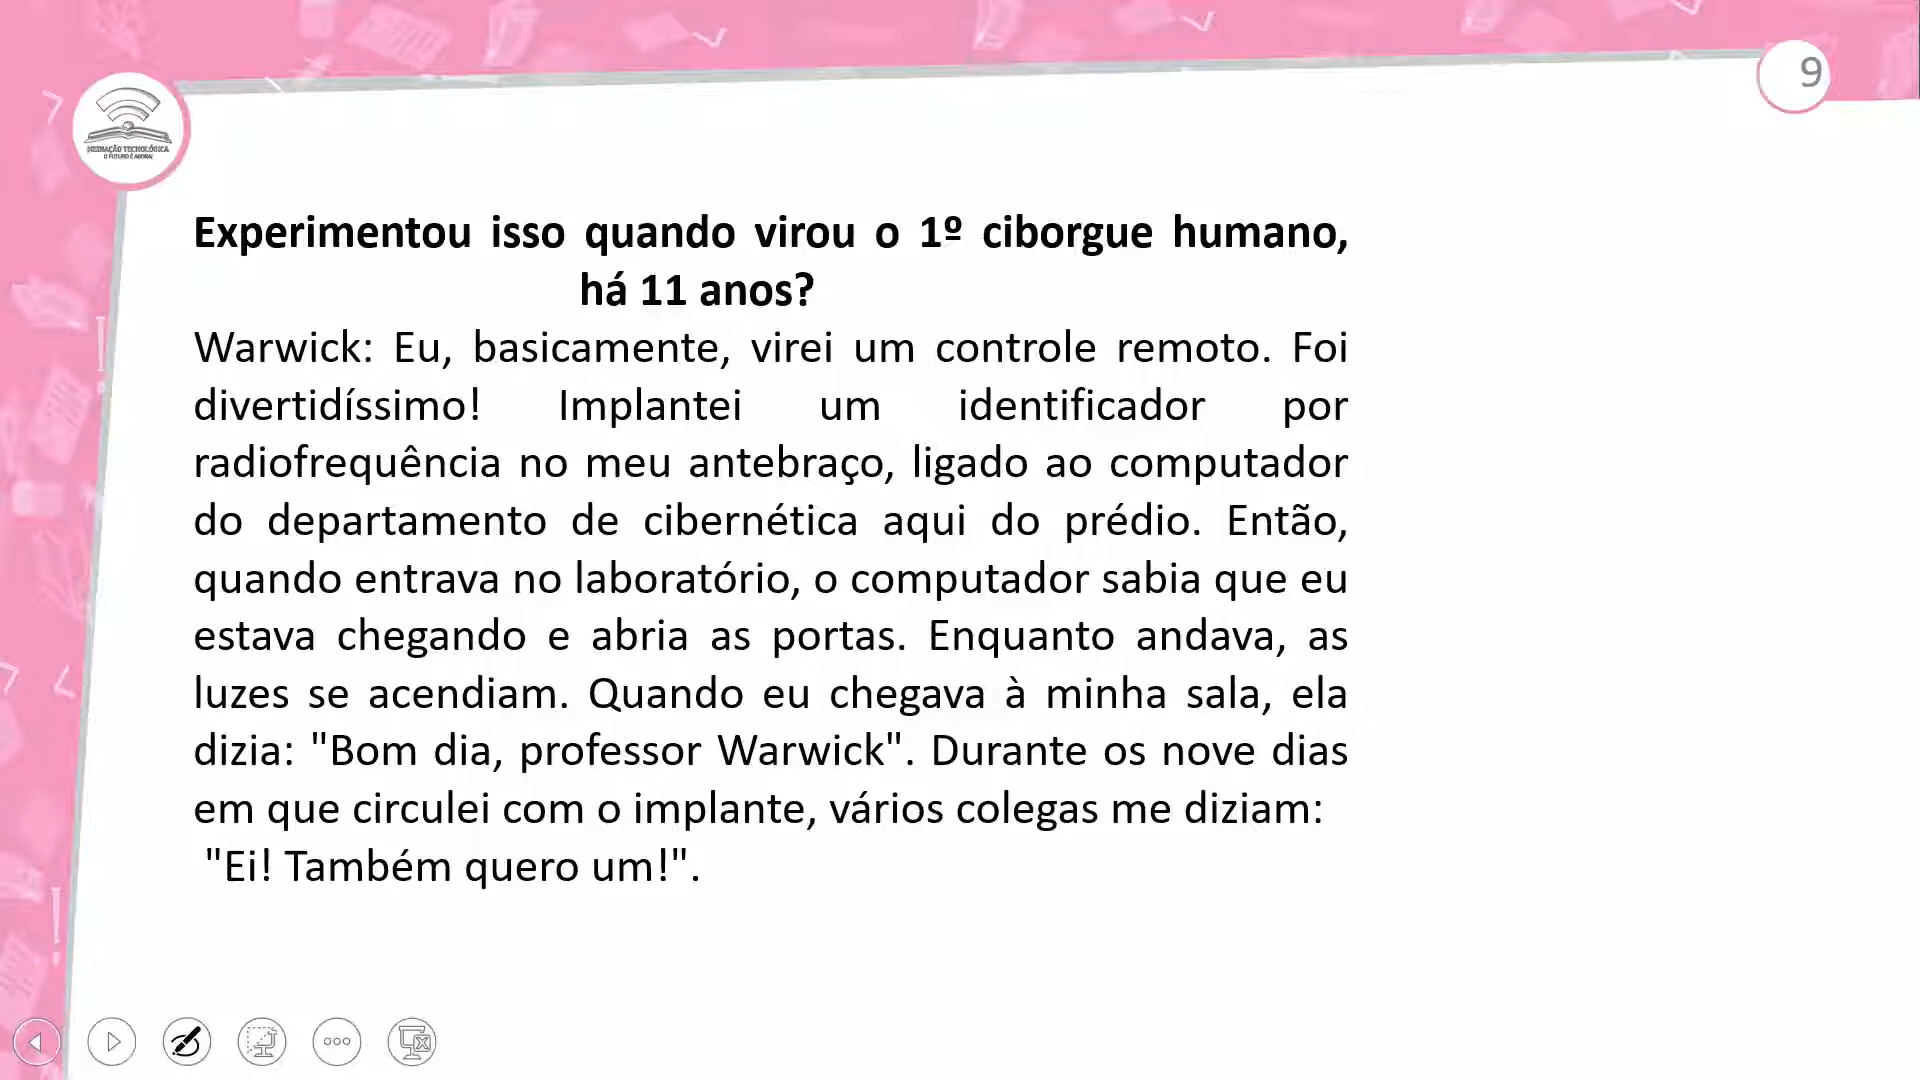 9
MEDIAÇÃO TECNOLÓGICA
O FUTURO É AGORA!
Experimentou isso quando virou o 1º ciborgue humano,
há 11 anos?
Warwick: Eu, basicamente, virei um controle remoto. Foi
divertidíssimo! Implantei um identificador por
radiofrequência no meu antebraço, ligado ao computador
do departamento de cibernética aqui do prédio. Então,
quando entrava no laboratório, o computador sabia que eu
estava chegando e abria as portas. Enquanto andava, as
luzes se acendiam. Quando eu chegava à minha sala, ela
dizia: "Bom dia, professor Warwick". Durante os nove dias
em que circulei com o implante, vários colegas me diziam:
"Ei! Também quero um!".